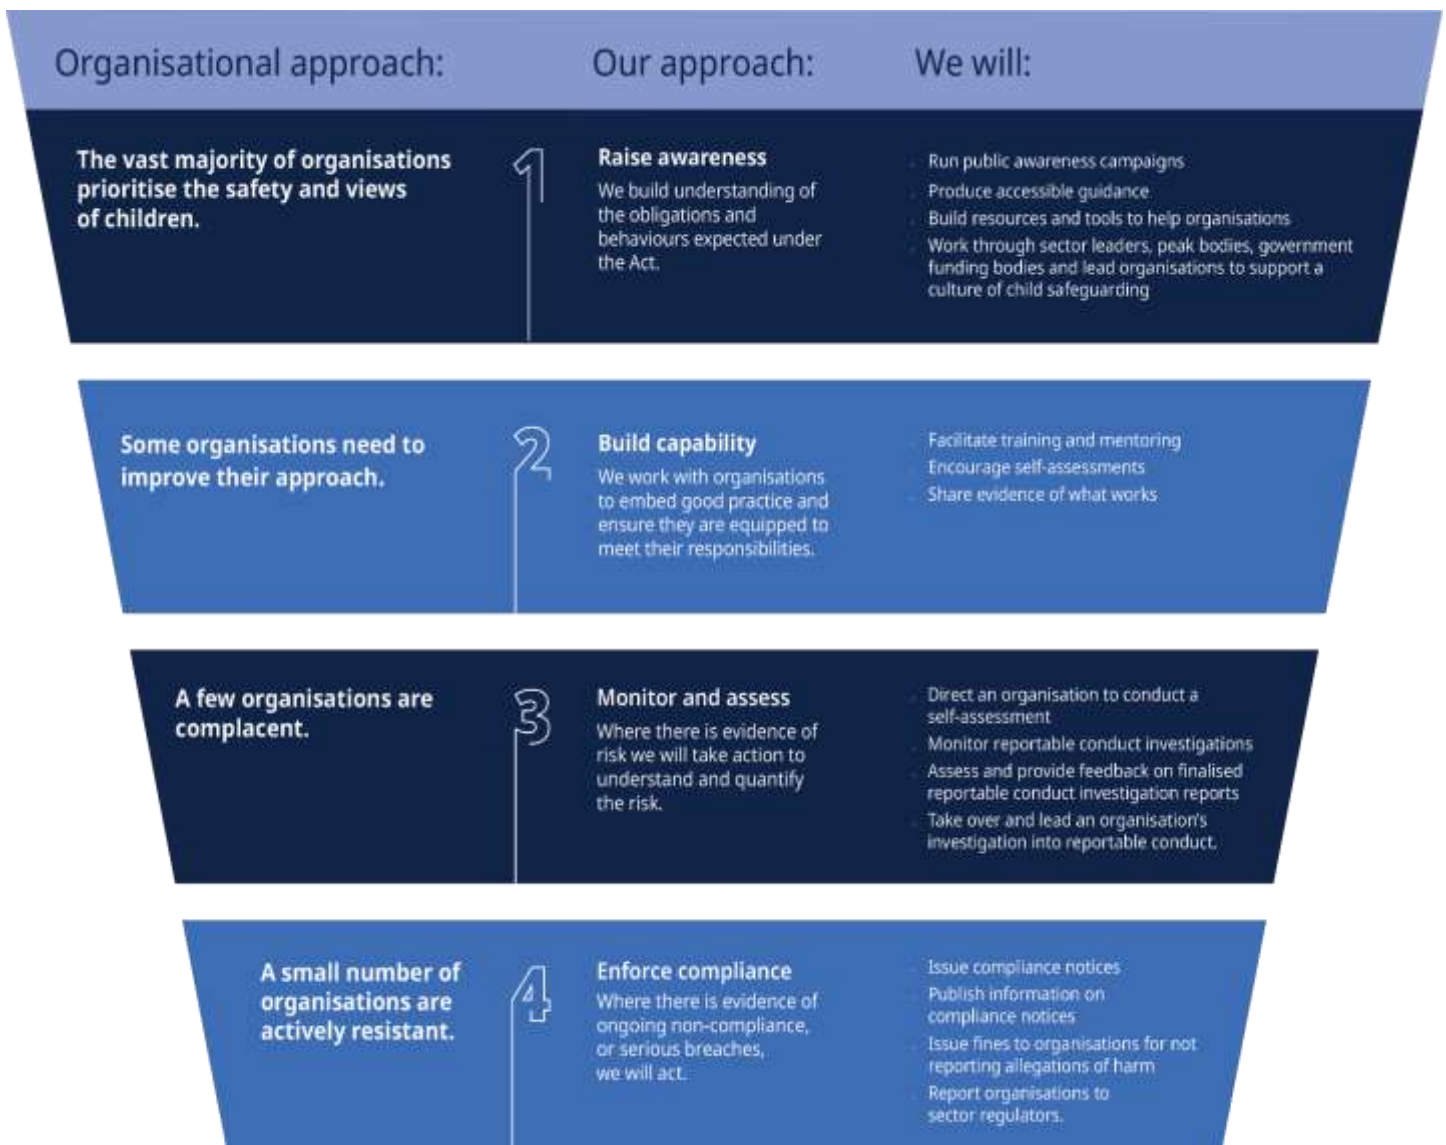 Organisational approach:
Our approach:
We will:
The vast majority of organisations
prioritise the safety and views
of children.
1
Raise awareness
We build understanding of
the obligations and
behaviours expected under
the Act.
Run public awareness campaigns
Produce accessible guidance
Build resources and tools to help organisations
Work through sector leaders, peak bodies, government
funding bodies and lead organisations to support a
culture of child safeguarding
Some organisations need to
improve their approach.
2
Build capability
We work with organisations
to embed good practice and
ensure they are equipped to
meet their responsibilities.
Facilitate training and mentoring
Encourage self-assessments
Share evidence of what works
A few organisations are
complacent.
3
Monitor and assess
Where there is evidence of
risk we will take action to
understand and quantify
the risk.
Direct an organisation to conduct a
self-assessment
Monitor reportable conduct investigations
Assess and provide feedback on finalised
reportable conduct investigation reports
Take over and lead an organisation's
investigation into reportable conduct.
A small number of
organisations are
actively resistant.
4
Enforce compliance
Where there is evidence of
ongoing non-compliance,
or serious breaches,
we will act.
Issue compliance notices
Publish information on
compliance notices
Issue fines to organisations for not
reporting allegations of harm
Report organisations to
sector regulators.